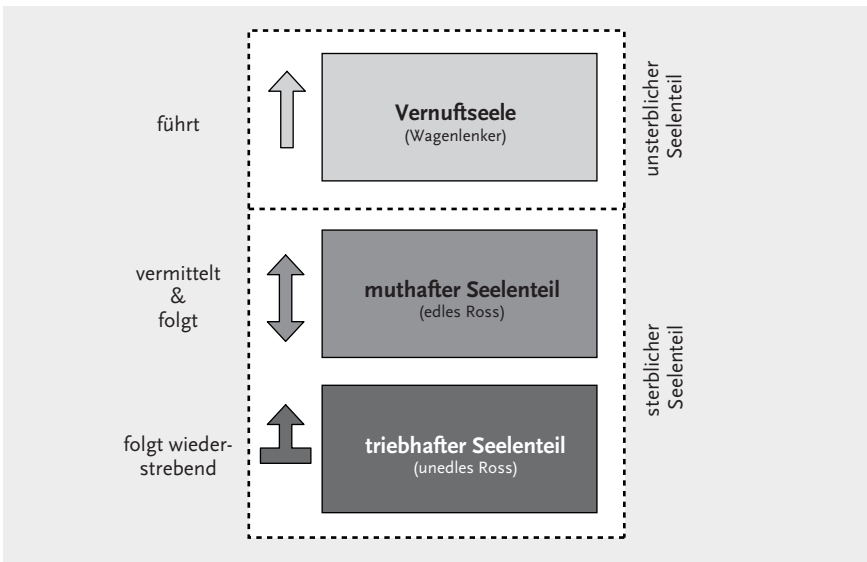 führt
Vernuftseele
(Wagenlenker)
unsterblicher
Seelenteil
vermittelt
&
folgt
muthafter Seelenteil
(edles Ross)
sterblicher
Seelenteil
folgt wieder-
strebend
triebhafter Seelenteil
(unedles Ross)